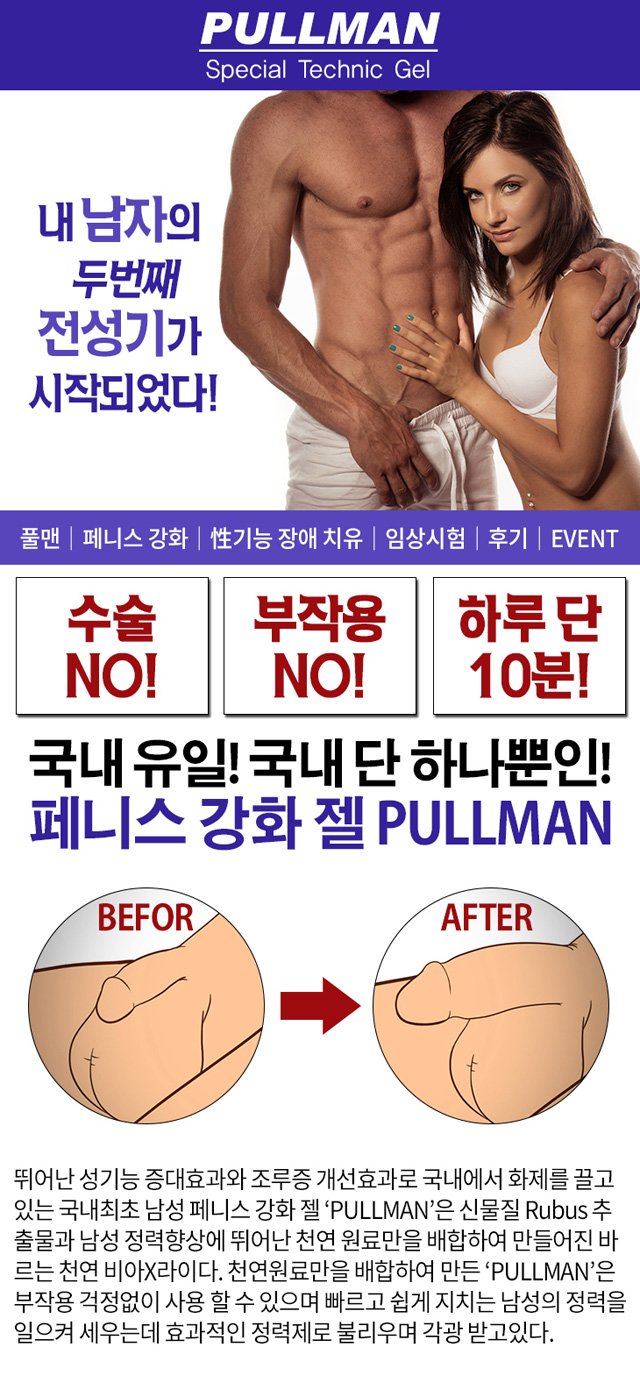 PULLMAN
Special Technic Gel
내 남자의
두번째
전성기가
시작되었다!
풀맨 | 페니스 강화 | 性기능 장애 치유 | 임상시험 | 후기 | EVENT
수술
NO!
부작용
NO!
하루 단
10분!
국내 유일! 국내 단 하나뿐인!
페니스 강화 젤 PULLMAN
BEFOR
AFTER
뛰어난 성기능 증대효과와 조루증 개선효과로 국내에서 화제를 끌고
있는 국내최초 남성 페니스 강화 젤 ‘PULLMAN’은 신물질 Rubus 추
출물과 남성 정력향상에 뛰어난 천연 원료만을 배합하여 만들어진 바
르는 천연 비아X라이다. 천연원료만을 배합하여 만든 ‘PULLMAN’은
부작용 걱정없이 사용 할 수 있으며 빠르고 쉽게 지치는 남성의 정력을
일으켜 세우는데 효과적인 정력제로 불리우며 각광 받고있다.